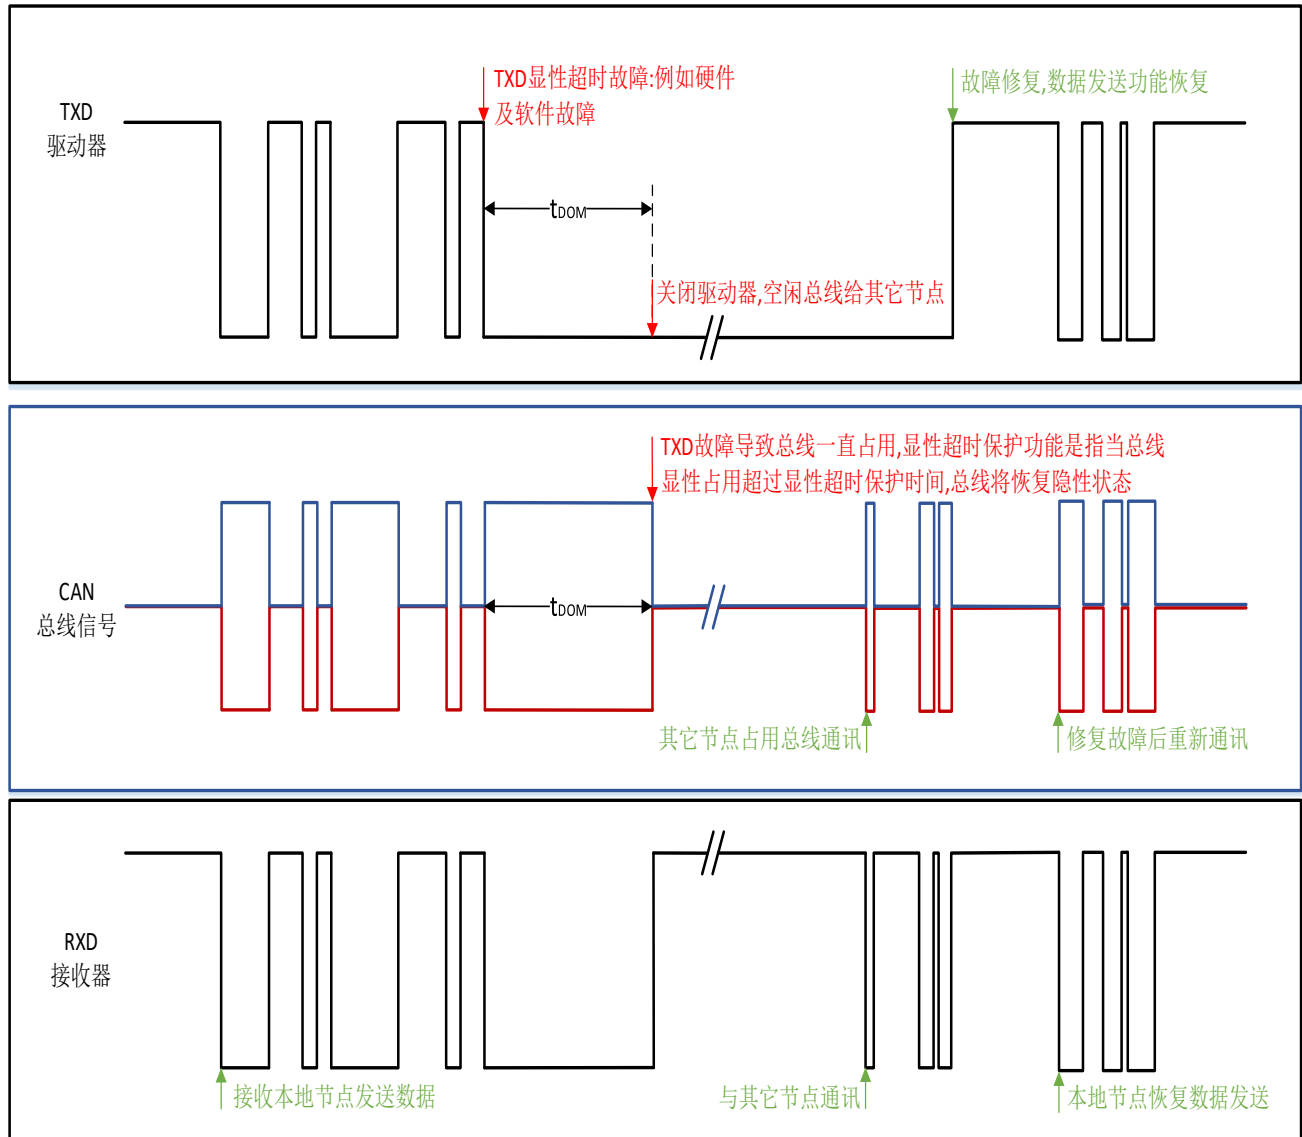 TXD显性超时故障:例如硬件
及软件故障
故障修复,数据发送功能恢复
TXD
驱动器
tDOM
关闭驱动器,空闲总线给其它节点
TXD故障导致总线一直占用,显性超时保护功能是指当总线
显性占用超过显性超时保护时间,总线将恢复隐性状态
CAN
总线信号
tDOM
其它节点占用总线通讯
修复故障后重新通讯
RXD
接收器
接收本地节点发送数据
与其它节点通讯
本地节点恢复数据发送